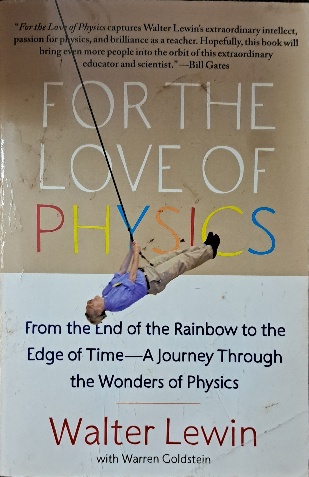 "For the Love of Physics captures Walter Lewin's extraordinary intellect,
passion for physics, and brilliance as a teacher. Hopefully, this book will
bring even more people into the orbit of this extraordinary
educator and scientist."—Bill Gates
FOR THE
LOVE OF
PHYSICS
From the End of the Rainbow to the
Edge of Time—A Journey Through
the Wonders of Physics
Walter Lewin
with Warren Goldstein